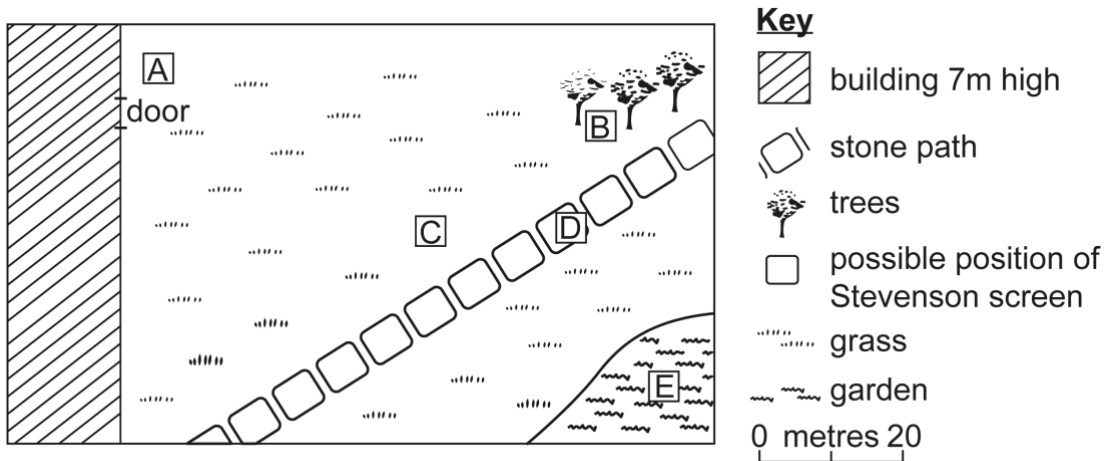 A
door
B
C
D
E
Key
building 7m high
stone path
trees
possible position of
Stevenson screen
grass
garden
0 metres 20